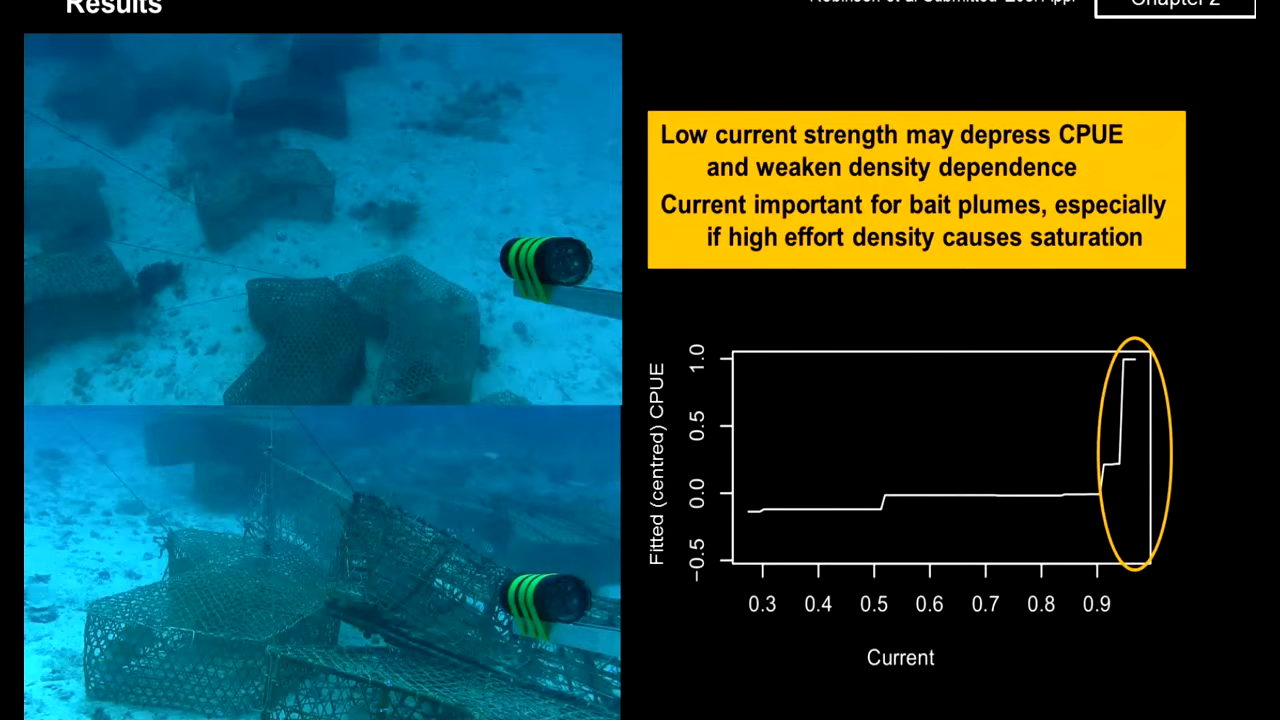 Results
Chapter 2
Low current strength may depress CPUE
and weaken density dependence
Current important for bait plumes, especially
if high effort density causes saturation
Fitted (centred) CPUE
1.0
0.5
0.0
−0.5
0.3 0.4 0.5 0.6 0.7 0.8 0.9
Current